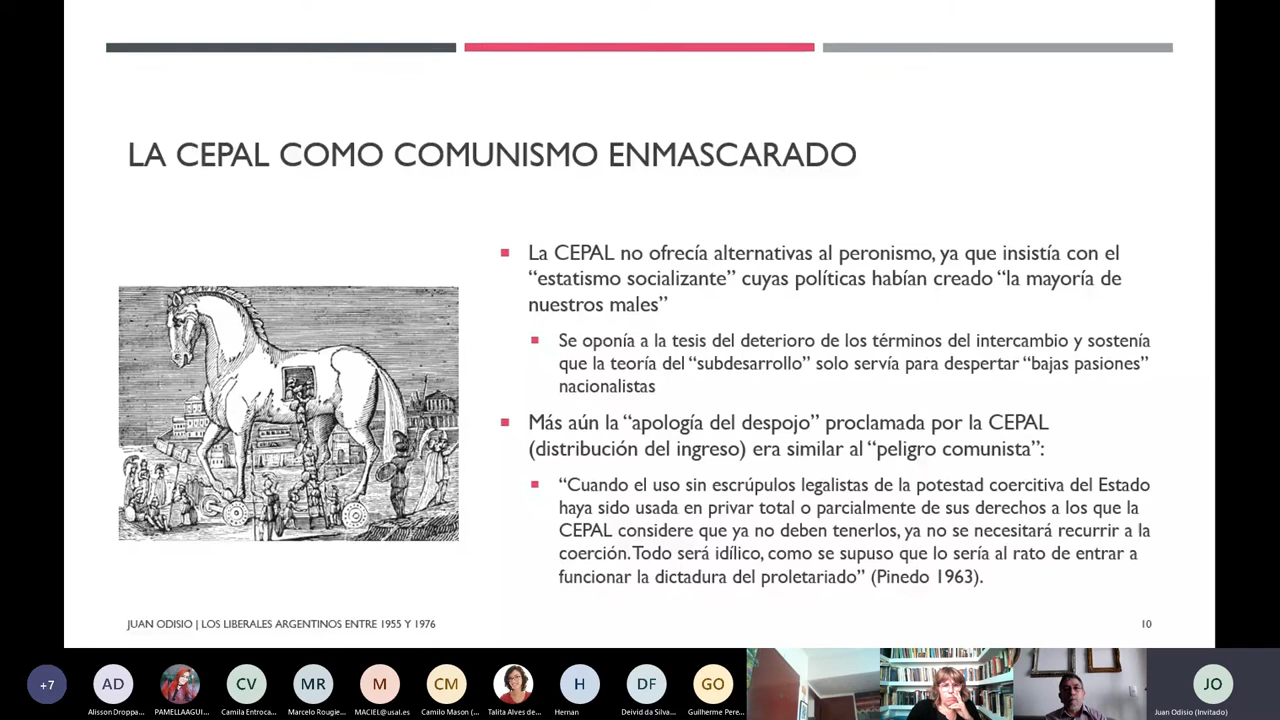 LA CEPAL COMO COMUNISMO ENMASCARADO
La CEPAL no ofrecía alternativas al peronismo, ya que insistía con el
“estatismo socializante” cuyas políticas habían creado “la mayoría de
nuestros males”
Se oponía a la tesis del deterioro de los términos del intercambio y sostenía
que la teoría del “subdesarrollo” solo servía para despertar “bajas pasiones”
nacionalistas
Más aún la “apología del despojo” proclamada por la CEPAL
(distribución del ingreso) era similar al “peligro comunista”:
“Cuando el uso sin escrúpulos legalistas de la potestad coercitiva del Estado
haya sido usada en privar total o parcialmente de sus derechos a los que la
CEPAL considere que ya no deben tenerlos, ya no se necesitará recurrir a la
coerción. Todo será idílico, como se supuso que lo sería al rato de entrar a
funcionar la dictadura del proletariado” (Pinedo 1963).
JUAN ODISIO | LOS LIBERALES ARGENTINOS ENTRE 1955 Y 1976
10
+7
AD
CV
MR
M
CM
H
DF
GO
JO
Alisson Droppa...
PAMELLAAGUI...
Camila Entroca...
Marcelo Rougie...
MACIEL@usal.es
Camilo Mason (...
Talita Alves de...
Hernan
Deivid da Silva...
Guilherme Pere...
Juan Odisio (Invitado)